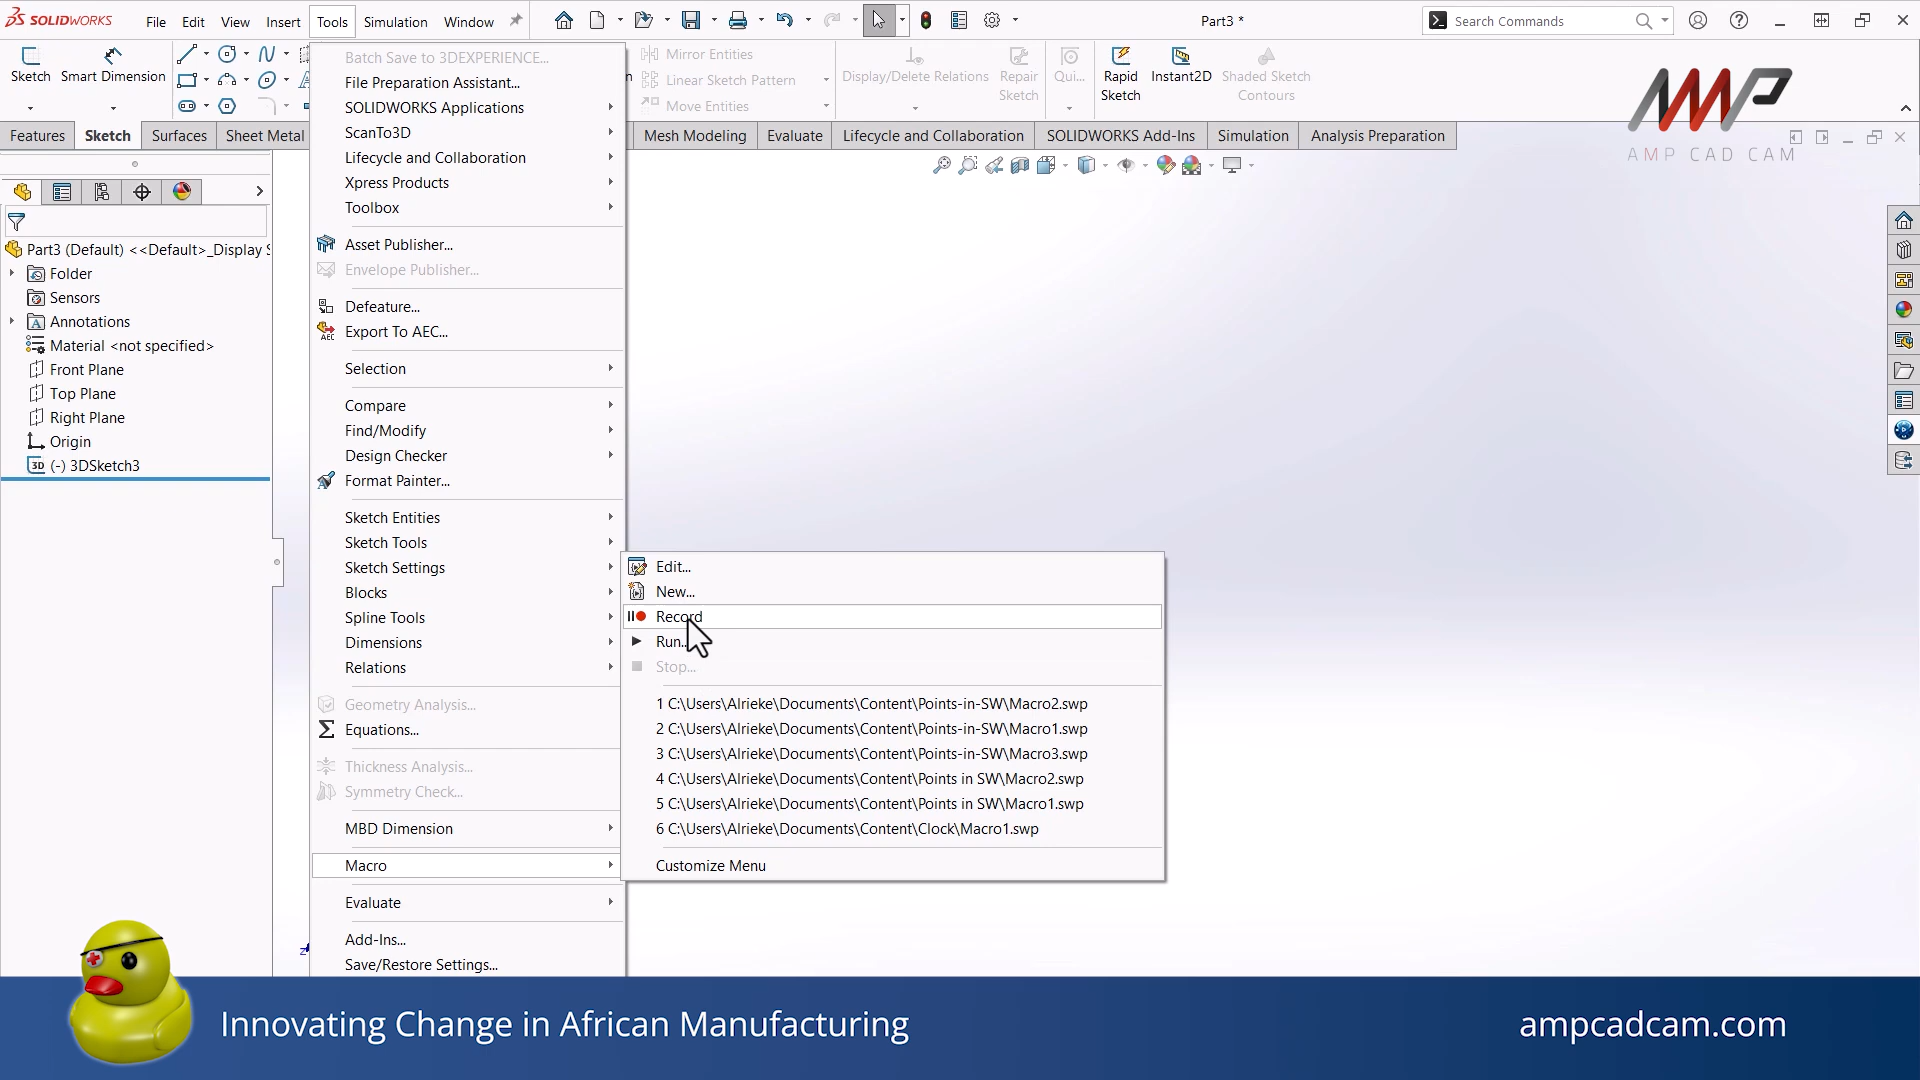 SOLIDWORKS File Edit View Insert Tools Simulation Window Part3 * Search Commands
Sketch Smart Dimension Mirror Entities Linear Sketch Pattern Move Entities Display/Delete Relations Repair Sketch Qui... Rapid Sketch Instant2D Shaded Sketch Contours
AMP
AMP CAD CAM
Features Sketch Surfaces Sheet Metal Mesh Modeling Evaluate Lifecycle and Collaboration SOLIDWORKS Add-Ins Simulation Analysis Preparation
Part3 (Default) <<Default>_Display S
Folder
Sensors
Annotations
Material <not specified>
Front Plane
Top Plane
Right Plane
Origin
3D (-) 3DSketch3
Batch Save to 3DEXPERIENCE...
File Preparation Assistant...
SOLIDWORKS Applications
ScanTo3D
Lifecycle and Collaboration
Xpress Products
Toolbox
Asset Publisher...
Envelope Publisher...
Defeature...
AEC Export To AEC...
Selection
Compare
Find/Modify
Design Checker
Format Painter...
Sketch Entities
Sketch Tools
Sketch Settings
Blocks
Spline Tools
Dimensions
Relations
Geometry Analysis...
Equations...
Thickness Analysis...
Symmetry Check...
MBD Dimension
Macro
Evaluate
Add-Ins...
Save/Restore Settings...
Edit...
New...
Record
Run...
Stop...
1 C:\Users\Alrieke\Documents\Content\Points-in-SW\Macro2.swp
2 C:\Users\Alrieke\Documents\Content\Points-in-SW\Macro1.swp
3 C:\Users\Alrieke\Documents\Content\Points-in-SW\Macro3.swp
4 C:\Users\Alrieke\Documents\Content\Points in SW\Macro2.swp
5 C:\Users\Alrieke\Documents\Content\Points in SW\Macro1.swp
6 C:\Users\Alrieke\Documents\Content\Clock\Macro1.swp
Customize Menu
Innovating Change in African Manufacturing
ampcadcam.com